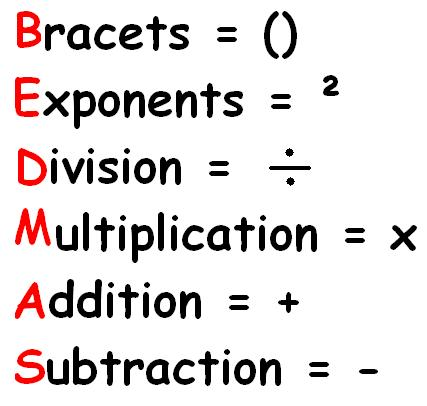 Bracets = ()
Exponents = ²
Division = ÷
Multiplication = x
Addition = +
Subtraction = -